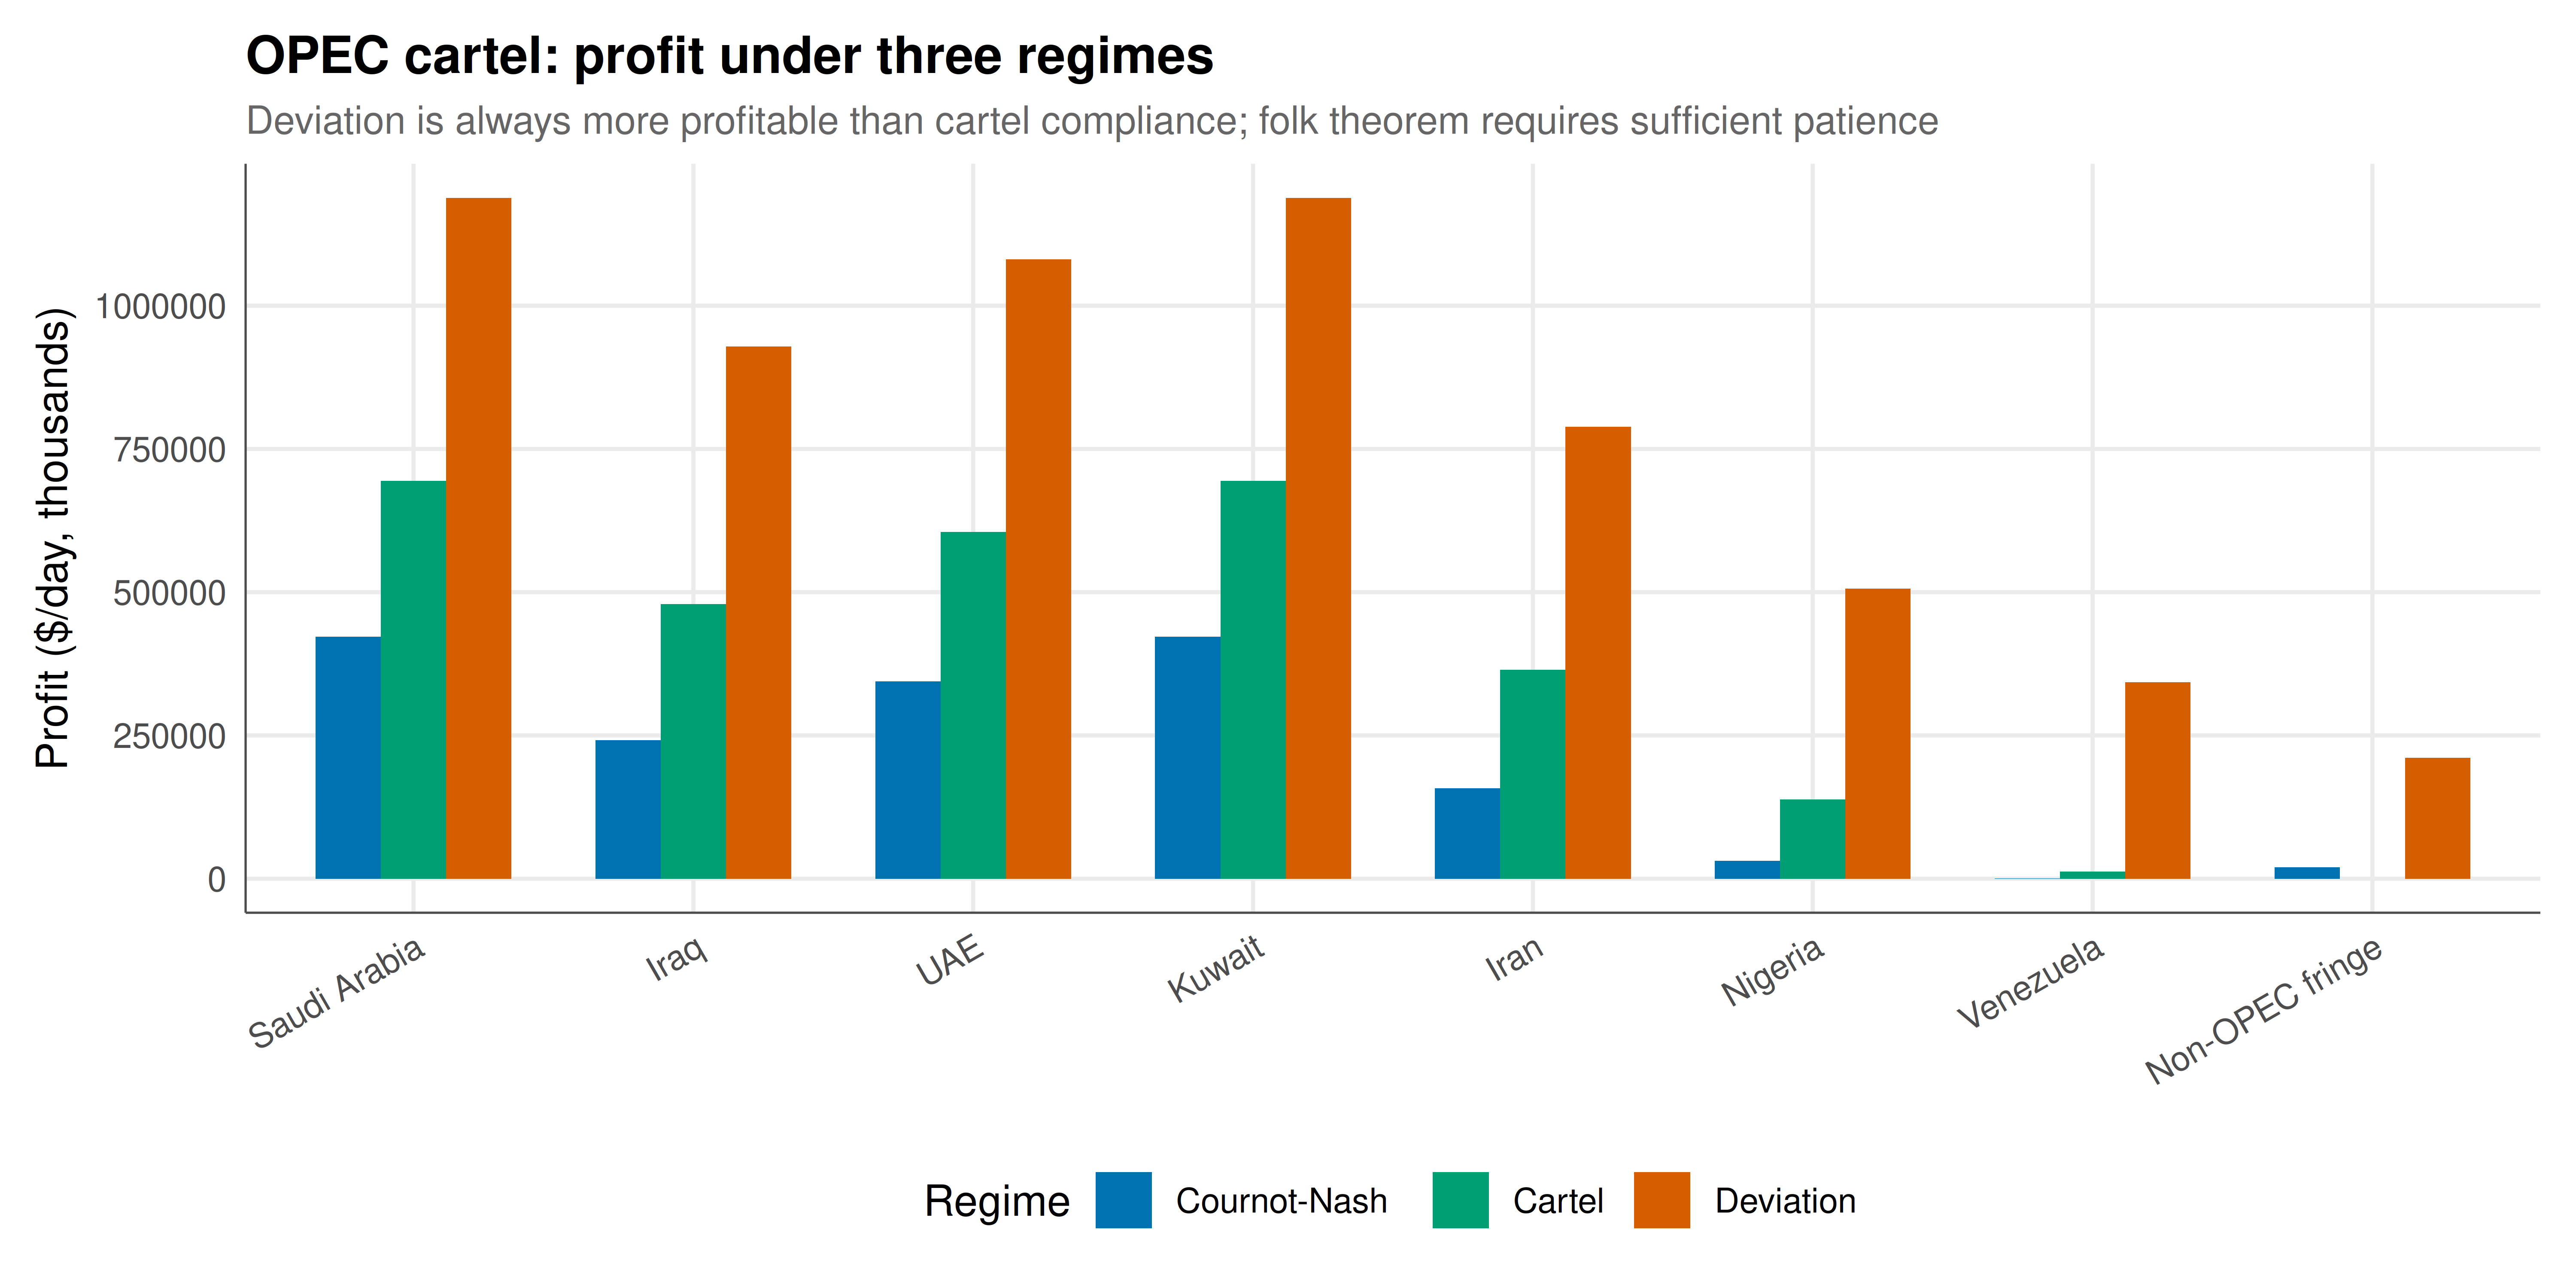 OPEC cartel: profit under three regimes
Deviation is always more profitable than cartel compliance; folk theorem requires sufficient patience
Profit ($/day, thousands)
1000000
750000
500000
250000
0
Saudi Arabia
Iraq
UAE
Kuwait
Iran
Nigeria
Venezuela
Non-OPEC fringe
Regime
Cournot-Nash
Cartel
Deviation